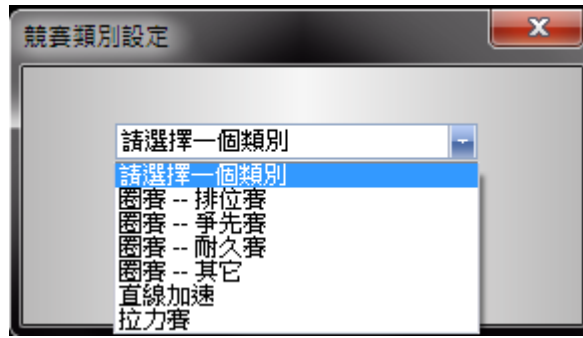 競賽類別設定
請選擇一個類別
請選擇一個類別
圈賽 -- 排位賽
圈賽 -- 爭先賽
圈賽 -- 耐久賽
圈賽 -- 其它
直線加速
拉力賽